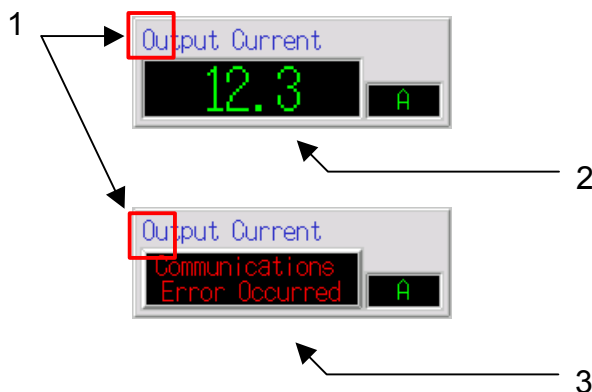 1
Output Current
12.3
A
2
Output Current
Communications
Error Occurred
A
3